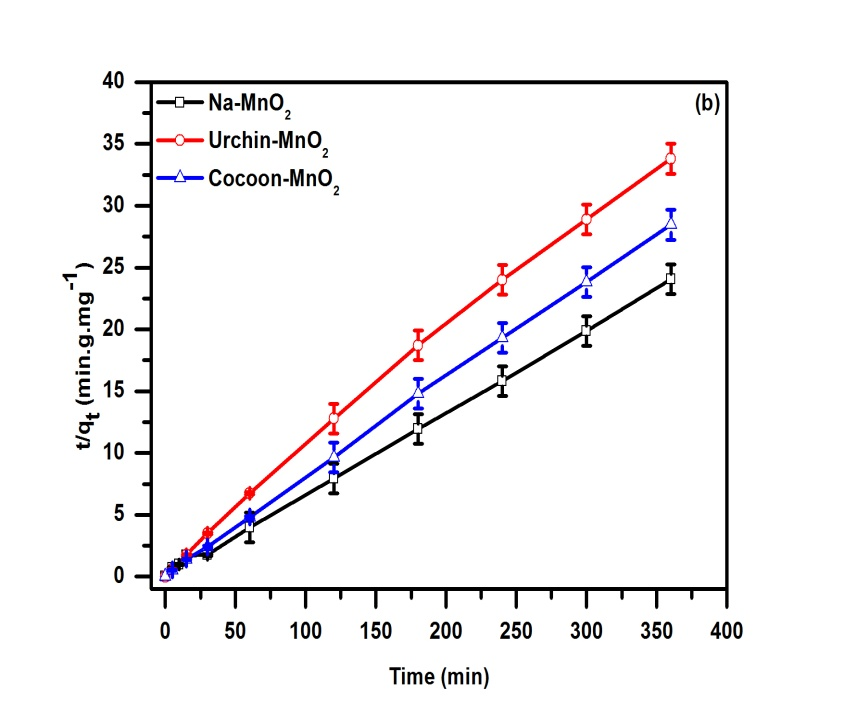 (b)
Na-MnO₂
Urchin-MnO₂
Cocoon-MnO₂
t/qₜ (min.g.mg⁻¹)
40
35
30
25
20
15
10
5
0
0 50 100 150 200 250 300 350 400
Time (min)